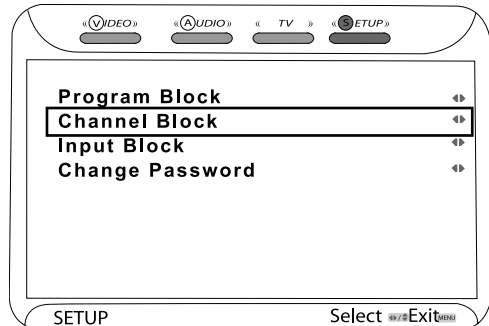 «VIDEO» «AUDIO» « TV » «SETUP»
Program Block
Channel Block
Input Block
Change Password
SETUP Select Exit MENU